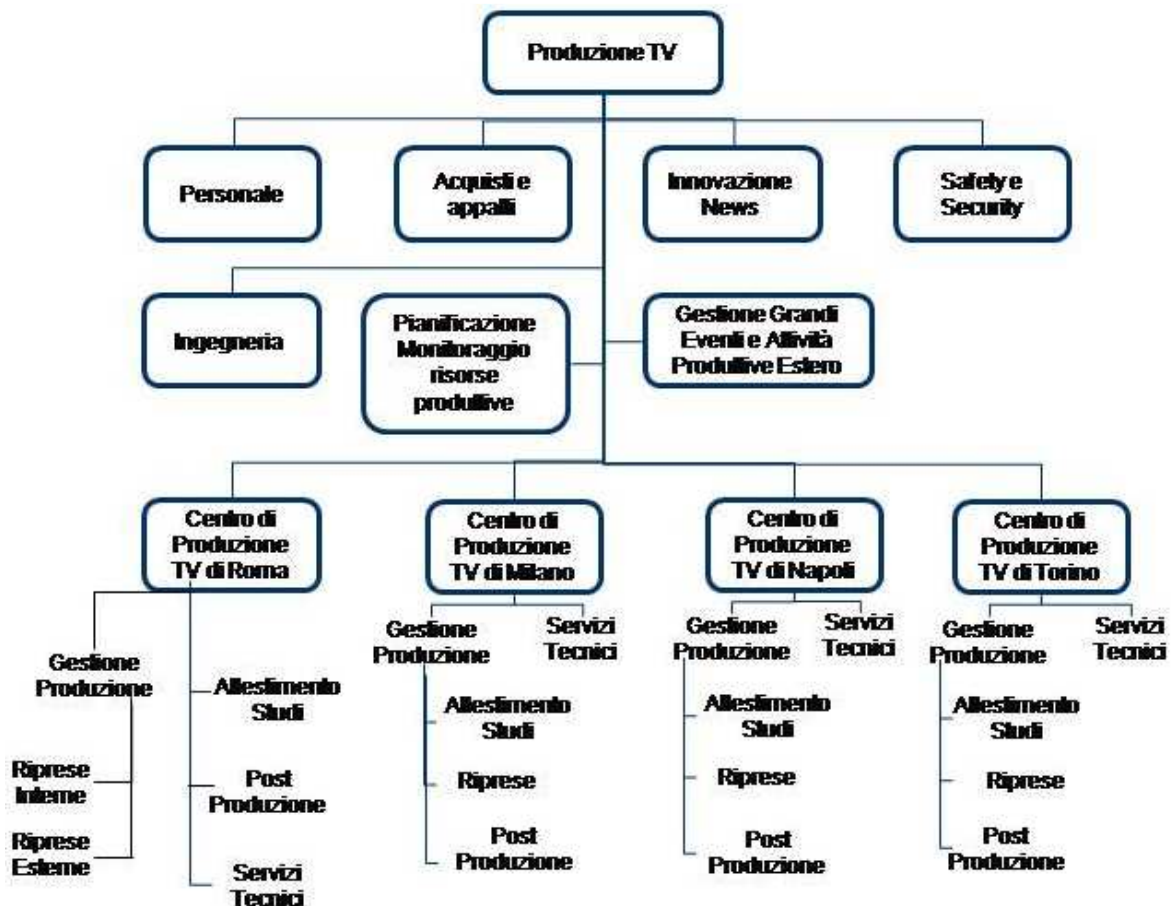 Produzione TV
Personale
Acquisti e
appalti
Innovazione
News
Safety e
Security
Ingegneria
Pianificazione
Monitoraggio
risorse
produttive
Gestione Grandi
Eventi e Attività
Produttive Estero
Centro di
Produzione
TV di Roma
Centro di
Produzione
TV di Milano
Centro di
Produzione
TV di Napoli
Centro di
Produzione
TV di Torino
Gestione
Produzione
Riprese
Interne
Riprese
Esterne
Allestimento
Studi
Post
Produzione
Servizi
Tecnici
Gestione
Produzione
Servizi
Tecnici
Allestimento
Studi
Riprese
Post
Produzione
Gestione
Produzione
Servizi
Tecnici
Allestimento
Studi
Riprese
Post
Produzione
Gestione
Produzione
Servizi
Tecnici
Allestimento
Studi
Riprese
Post
Produzione